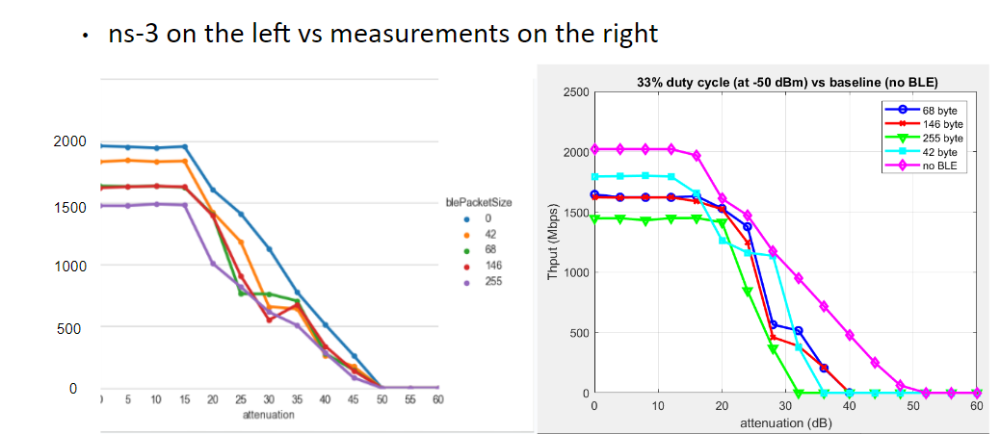 • ns-3 on the left vs measurements on the right
2000
1500
1000
500
0
0 5 10 15 20 25 30 35 40 45 50 55 60
attenuation
blePacketSize
0
42
68
146
255
33% duty cycle (at -50 dBm) vs baseline (no BLE)
2500
2000
1500
1000
500
0
Thput (Mbps)
0 10 20 30 40 50 60
attenuation (dB)
68 byte
146 byte
255 byte
42 byte
no BLE